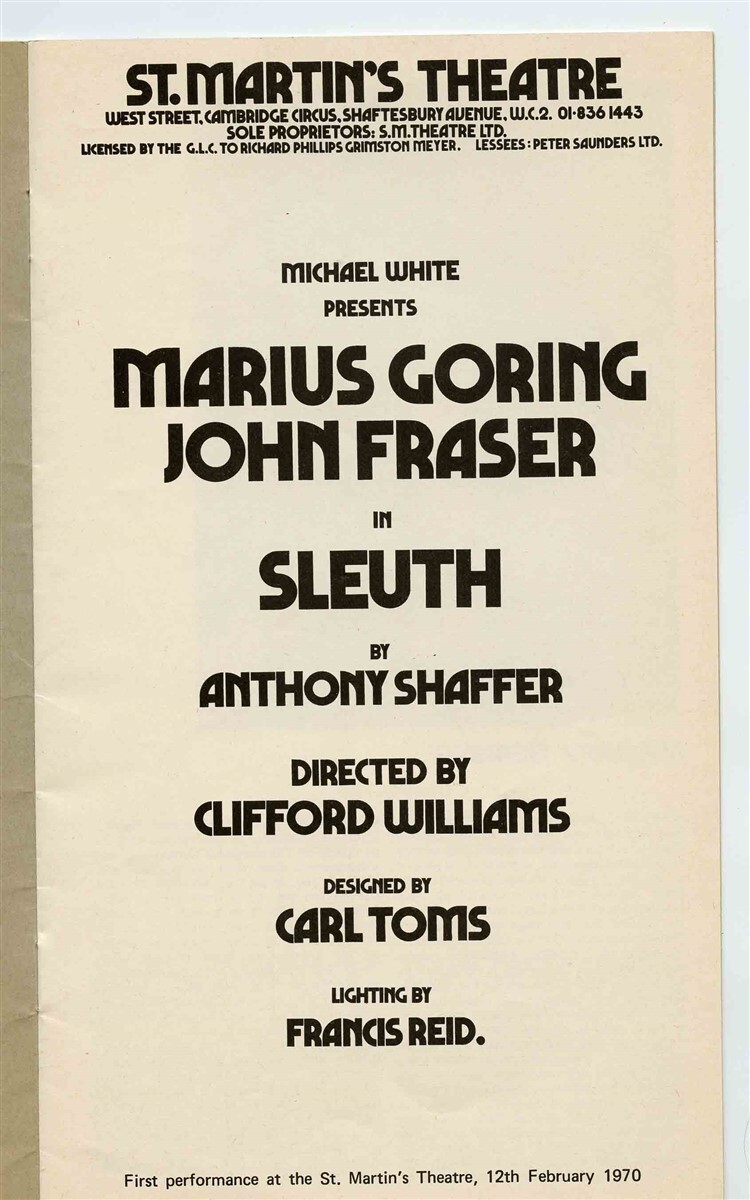 ST. MARTIN'S THEATRE
WEST STREET, CAMBRIDGE CIRCUS, SHAFTESBURY AVENUE, W.C.2. 01·836 1443
SOLE PROPRIETORS: S.M.THEATRE LTD.
LICENSED BY THE G.L.C. TO RICHARD PHILLIPS GRIMSTON MEYER. LESSEES: PETER SAUNDERS LTD.
MICHAEL WHITE
PRESENTS
MARIUS GORING
JOHN FRASER
IN
SLEUTH
BY
ANTHONY SHAFFER
DIRECTED BY
CLIFFORD WILLIAMS
DESIGNED BY
CARL TOMS
LIGHTING BY
FRANCIS REID.
First performance at the St. Martin's Theatre, 12th February 1970